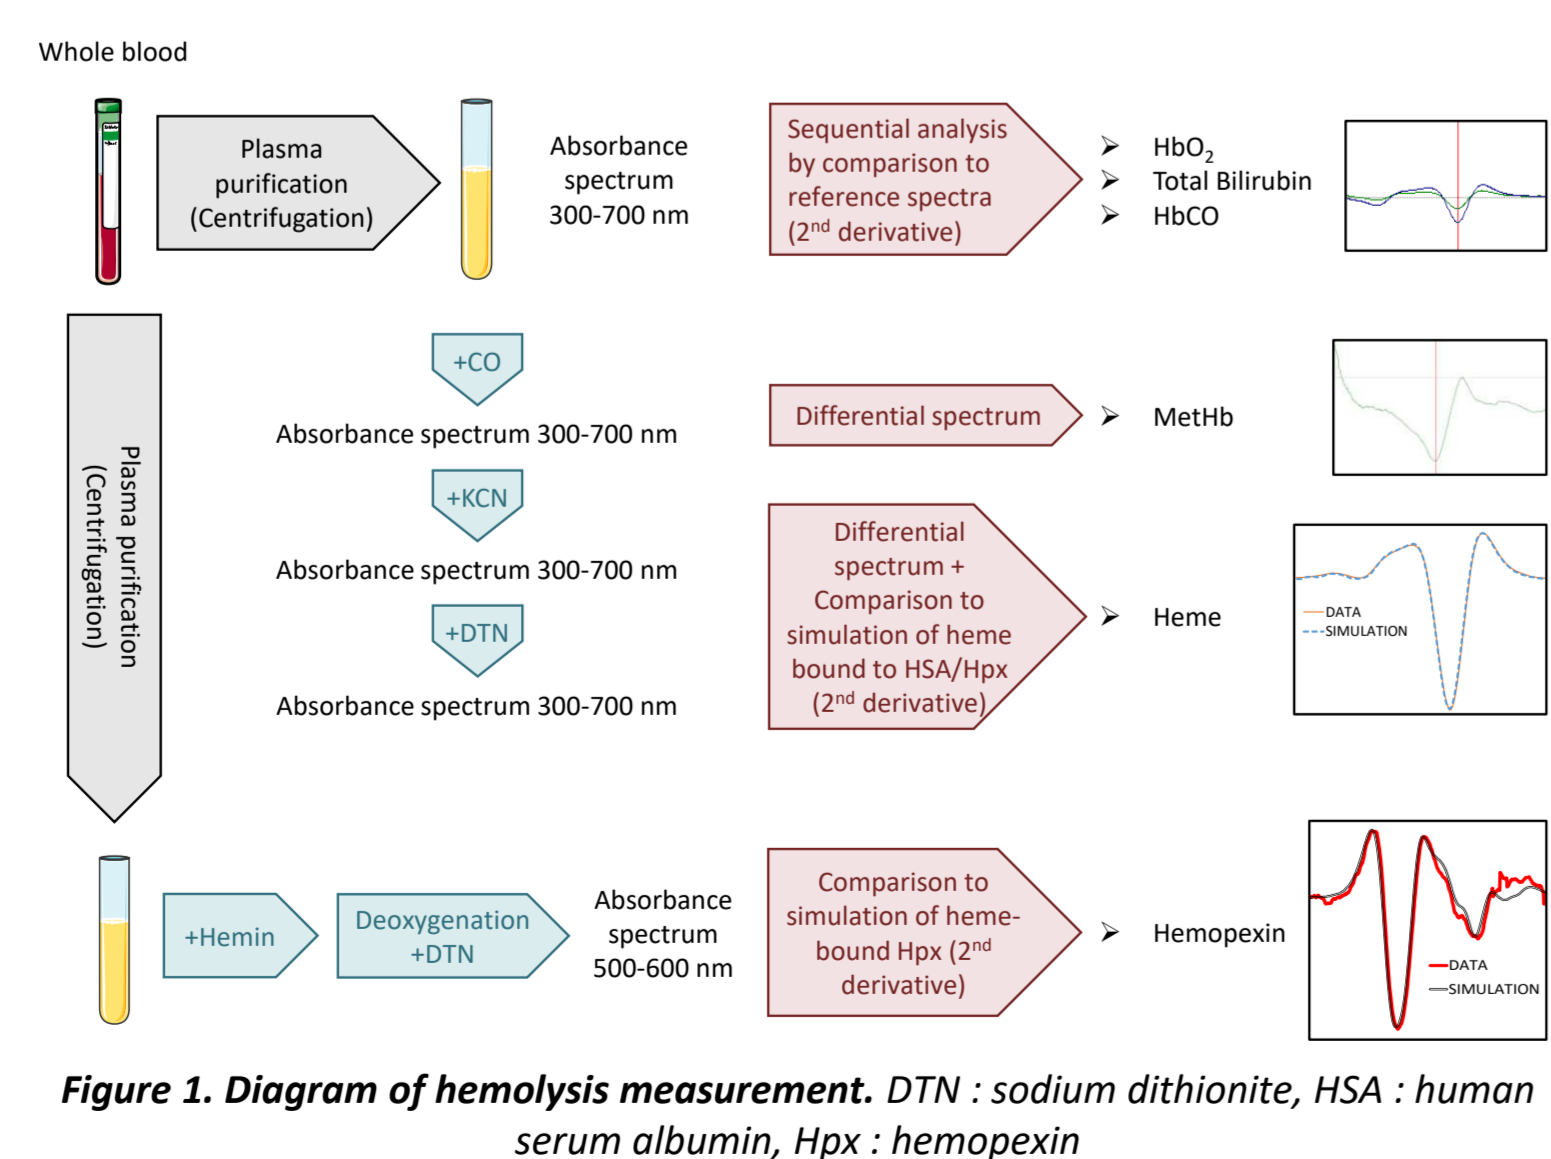 Whole blood
Plasma
purification
(Centrifugation)
Absorbance
spectrum
300-700 nm
Sequential analysis
by comparison to
reference spectra
(2nd derivative)
➢ HbO2
➢ Total Bilirubin
➢ HbCO
Plasma purification
(Centrifugation)
+CO
Absorbance spectrum 300-700 nm
Differential spectrum
➢ MetHb
+KCN
Absorbance spectrum 300-700 nm
+DTN
Absorbance spectrum 300-700 nm
Differential
spectrum +
Comparison to
simulation of heme
bound to HSA/Hpx
(2nd derivative)
➢ Heme
DATA
SIMULATION
+Hemin
Deoxygenation
+DTN
Absorbance
spectrum
500-600 nm
Comparison to
simulation of heme-
bound Hpx (2nd
derivative)
➢ Hemopexin
DATA
SIMULATION
Figure 1. Diagram of hemolysis measurement. DTN : sodium dithionite, HSA : human
serum albumin, Hpx : hemopexin